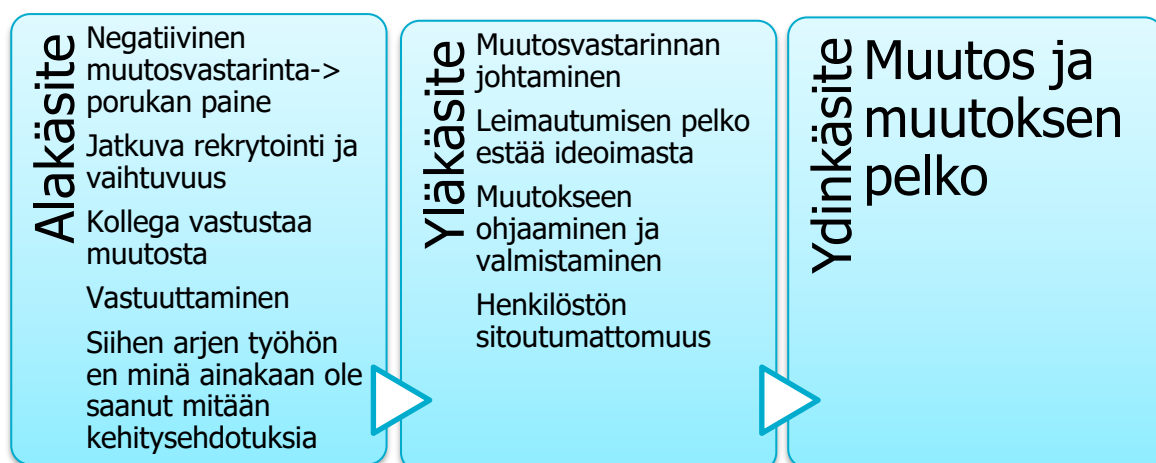 Alakäsite
Negatiivinen
muutosvastarinta->
porukan paine
Jatkuva rekrytointi ja
vaihtuvuus
Kollega vastustaa
muutosta
Vastuuttaminen
Siihen arjen työhön
en minä ainakaan ole
saanut mitään
kehitysehdotuksia
Yläkäsite
Muutosvastarinnan
johtaminen
Leimautumisen pelko
estää ideoimasta
Muutokseen
ohjaaminen ja
valmistaminen
Henkilöstön
sitoutumattomuus
Ydinkäsite
Muutos ja
muutoksen
pelko